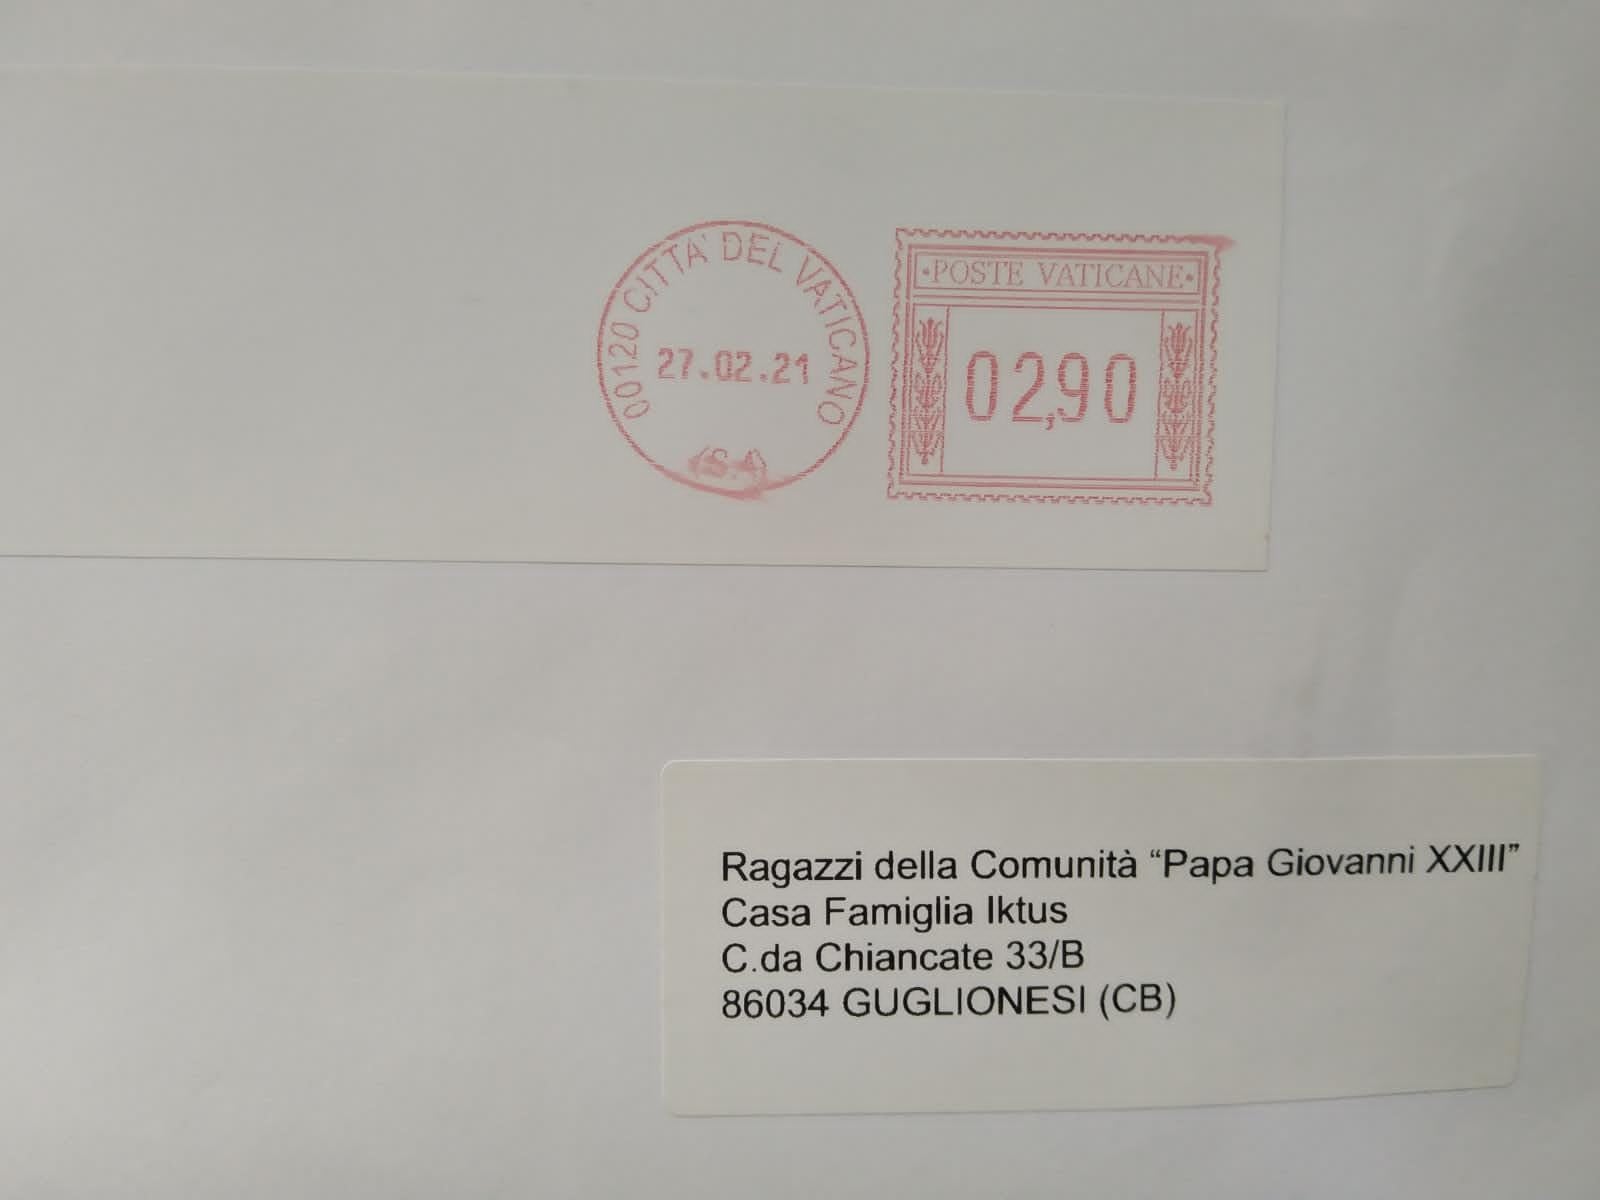 00120 CITTA' DEL VATICANO
27.02.21
·POSTE VATICANE·
02,90
Ragazzi della Comunità “Papa Giovanni XXIII”
Casa Famiglia Iktus
C.da Chiancate 33/B
86034 GUGLIONESI (CB)